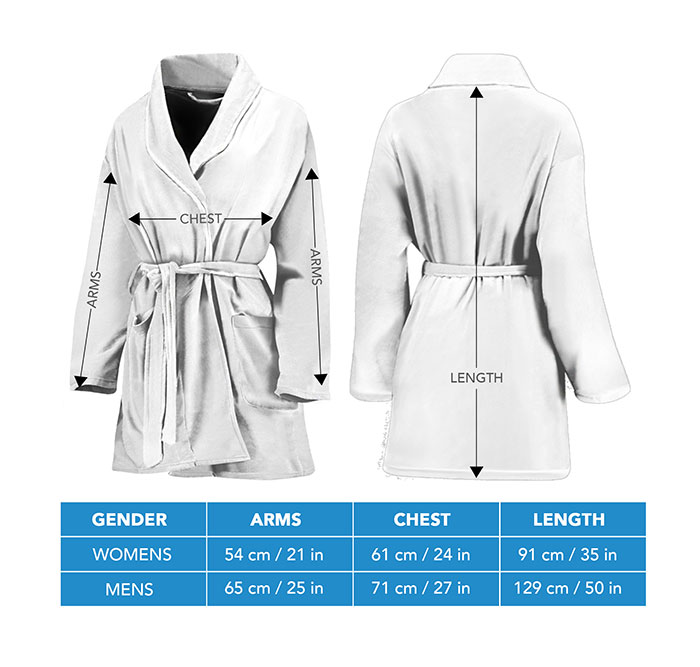 CHEST
ARMS
ARMS
LENGTH
GENDER ARMS CHEST LENGTH
WOMENS 54 cm / 21 in 61 cm / 24 in 91 cm / 35 in
MENS 65 cm / 25 in 71 cm / 27 in 129 cm / 50 in